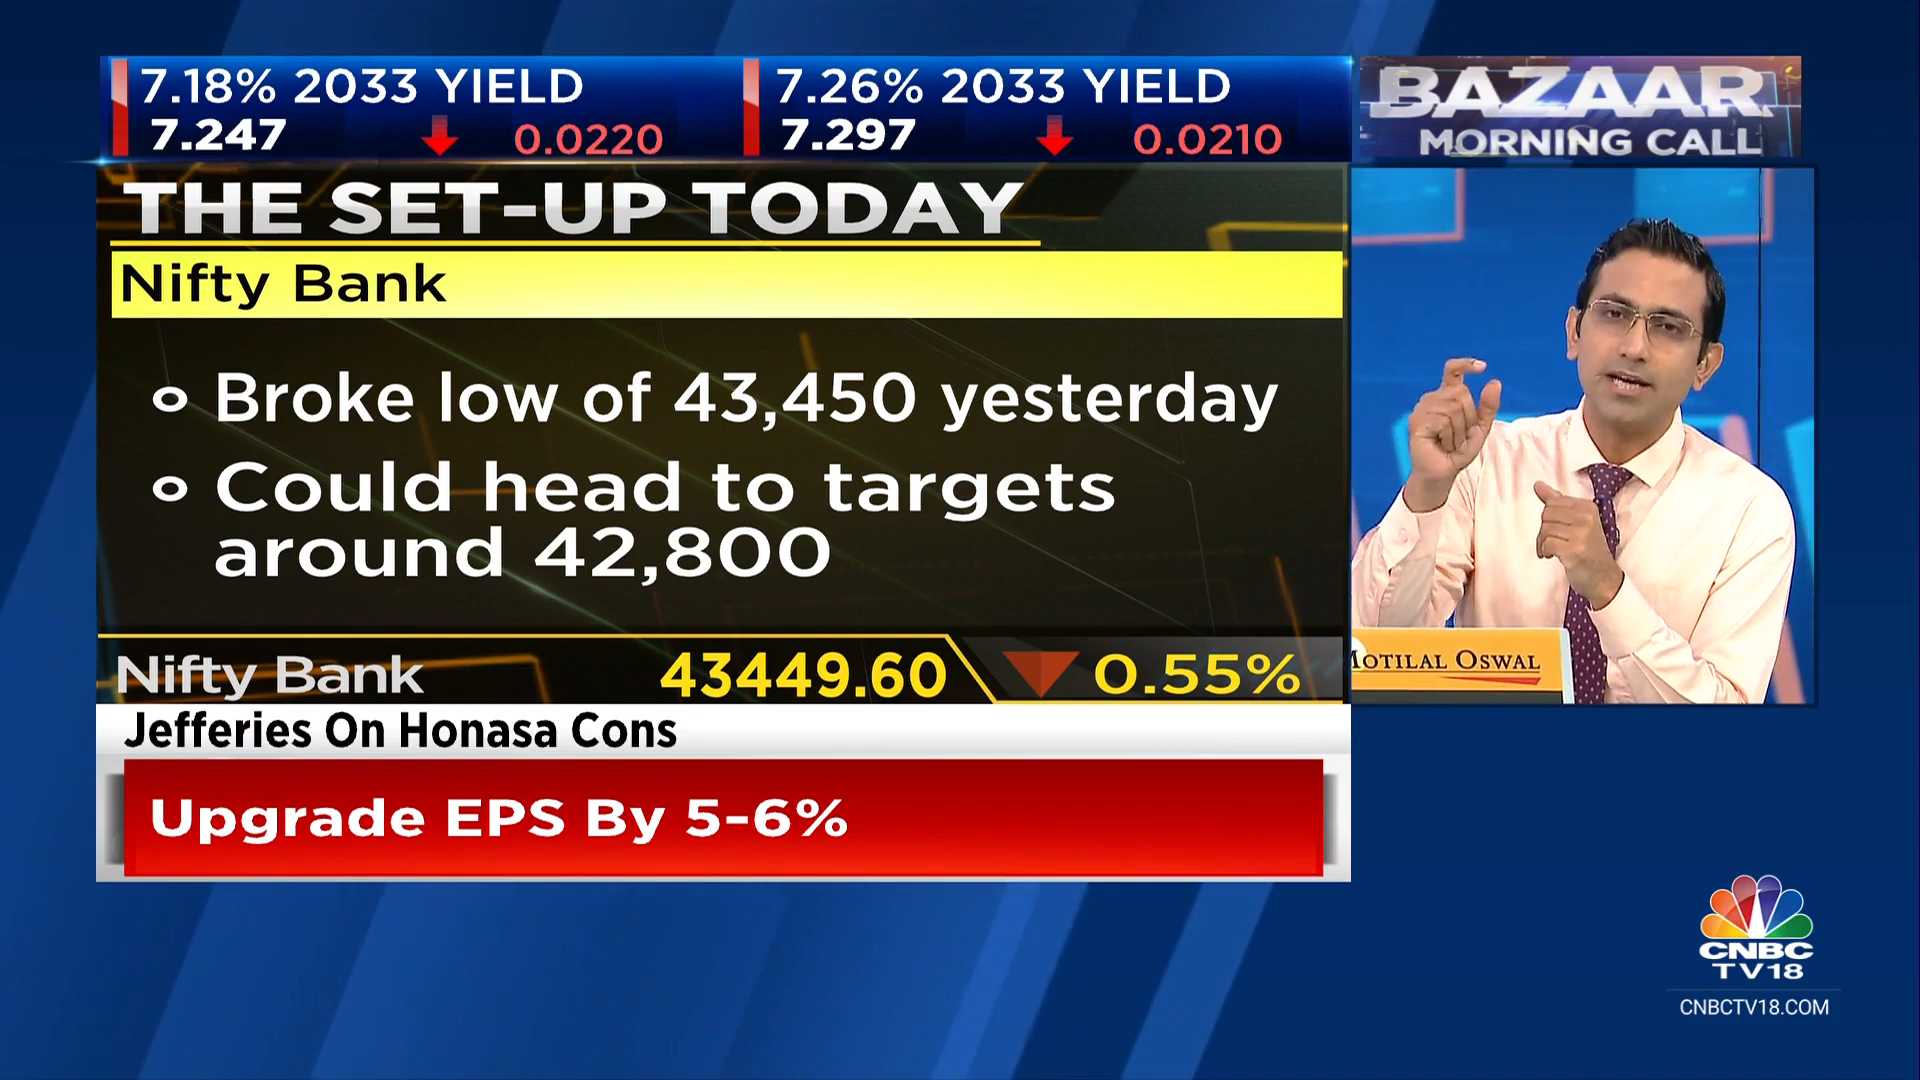 7.18% 2033 YIELD
7.247 0.0220
7.26% 2033 YIELD
7.297 0.0210
BAZAAR
MORNING CALL
THE SET-UP TODAY
Nifty Bank
Broke low of 43,450 yesterday
Could head to targets
around 42,800
Nifty Bank 43449.60 0.55%
MOTILAL OSWAL
Jefferies On Honasa Cons
Upgrade EPS By 5-6%
CNBC
TV18
CNBCTV18.COM